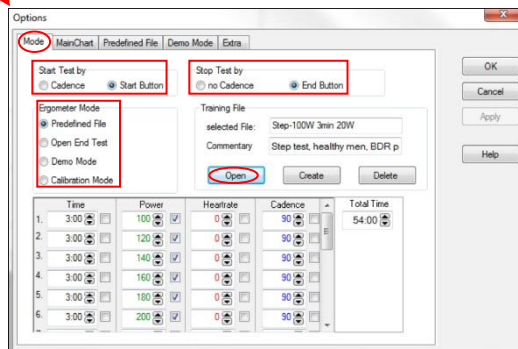 Options
Mode MainChart Predefined File Demo Mode Extra
Start Test by
Cadence Start Button
Stop Test by
no Cadence End Button
Ergometer Mode
Predefined File
Open End Test
Demo Mode
Calibration Mode
Training File
selected File: Step-100W 3min 20W
Commentary Step test, healthy men, BDR p
Open Create Delete
OK
Cancel
Apply
Help
Time Power Heartrate Cadence Total Time
1. 3:00 100 0 90 54:00
2. 3:00 120 0 90
3. 3:00 140 0 90
4. 3:00 160 0 90
5. 3:00 180 0 90
6. 3:00 200 0 90